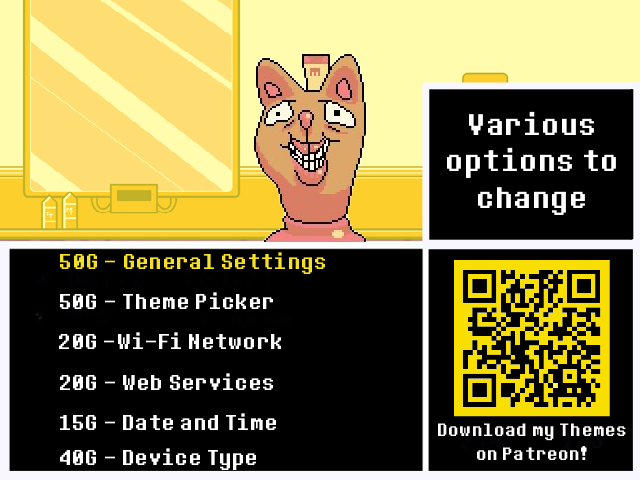 Various
options to
change
50G - General Settings
50G - Theme Picker
20G -Wi-Fi Network
20G - Web Services
15G - Date and Time
40G - Device Type
Download my Themes
on Patreon!